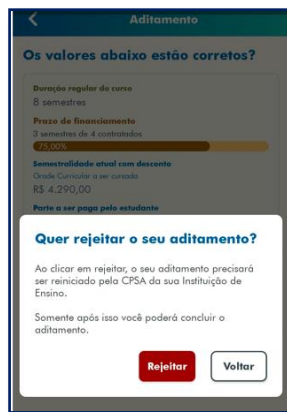 Aditamento
Os valores abaixo estão corretos?
Duração regular do curso
8 semestres
Prazo de financiamento
3 semestres de 4 contratados
75,00%
Semestralidade atual com desconto
Grade Curricular a ser cursada
R$ 4.290,00
Parte a ser paga pelo estudante
Quer rejeitar o seu aditamento?
Ao clicar em rejeitar, o seu aditamento precisará
ser reiniciado pela CPSA da sua Instituição de
Ensino.
Somente após isso você poderá concluir o
aditamento.
Rejeitar
Voltar